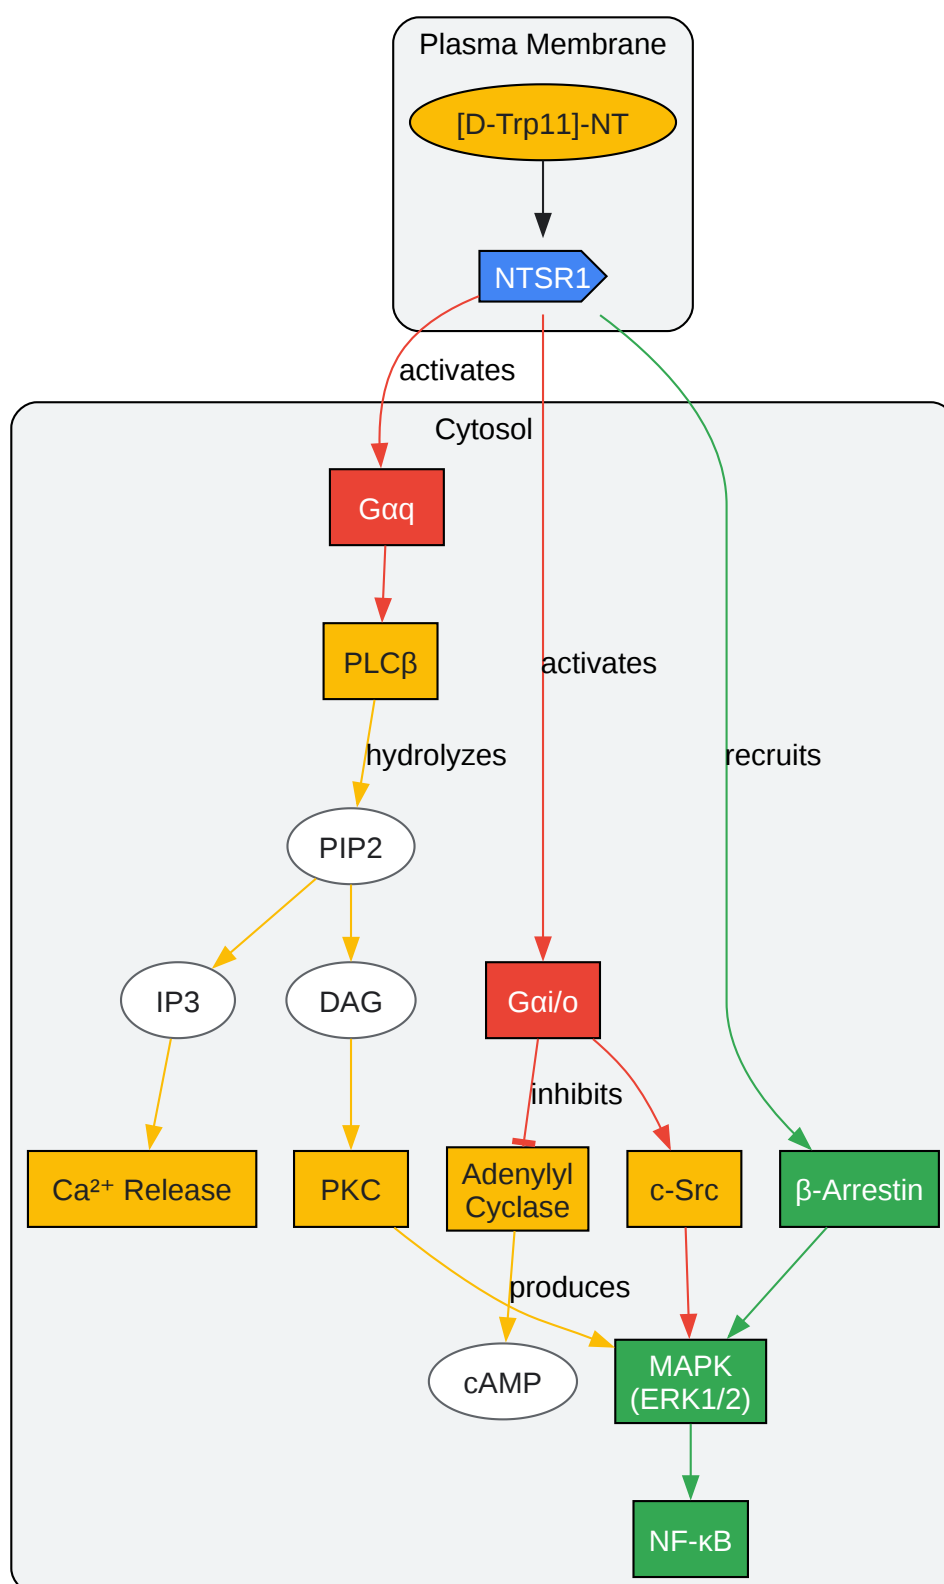 Plasma Membrane
[D-Trp11]-NT
NTSR1
activates
Cytosol
Gαq
PLCβ
activates
hydrolyzes
recruits
PIP2
IP3
DAG
Gαi/o
inhibits
Ca²⁺ Release
PKC
Adenylyl
Cyclase
c-Src
β-Arrestin
produces
cAMP
MAPK
(ERK1/2)
NF-κB